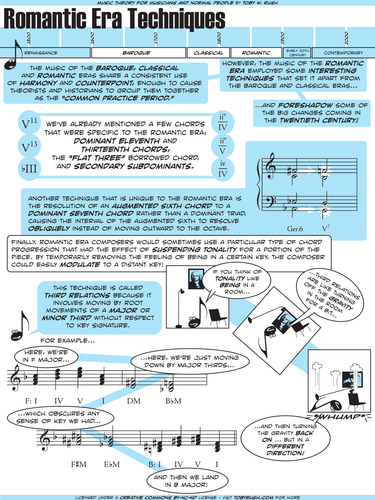 MUSIC THEORY FOR MUSICIANS AND NORMAL PEOPLE BY TOBY W. RUSH
Romantic Era Techniques
RENAISSANCE
BAROQUE
CLASSICAL
ROMANTIC
EARLY 20TH
CENTURY
CONTEMPORARY
THE MUSIC OF THE BAROQUE, CLASSICAL
AND ROMANTIC ERAS SHARE A CONSISTENT USE
OF HARMONY AND COUNTERPOINT; ENOUGH TO CAUSE
THEORISTS AND HISTORIANS TO GROUP THEM TOGETHER
AS THE "COMMON PRACTICE PERIOD."
HOWEVER, THE MUSIC OF THE ROMANTIC
ERA EMPLOYED SOME INTERESTING
TECHNIQUES THAT SET IT APART FROM
THE BAROQUE AND CLASSICAL ERAS...
...AND FORESHADOW SOME OF
THE BIG CHANGES COMING IN
THE TWENTIETH CENTURY!
V11
V13
♭III
WE'VE ALREADY MENTIONED A FEW CHORDS
THAT WERE SPECIFIC TO THE ROMANTIC ERA:
DOMINANT ELEVENTH AND
THIRTEENTH CHORDS,
THE "FLAT THREE" BORROWED CHORD,
AND SECONDARY SUBDOMINANTS.
IV
IV
V
iv
IV
ANOTHER TECHNIQUE THAT IS UNIQUE TO THE ROMANTIC ERA IS
THE RESOLUTION OF AN AUGMENTED SIXTH CHORD TO A
DOMINANT SEVENTH CHORD RATHER THAN A DOMINANT TRIAD,
CAUSING THE INTERVAL OF THE AUGMENTED SIXTH TO RESOLVE
OBLIQUELY INSTEAD OF MOVING OUTWARD TO THE OCTAVE.
Ger.6 V7
FINALLY, ROMANTIC ERA COMPOSERS WOULD SOMETIMES USE A PARTICULAR TYPE OF CHORD
PROGRESSION THAT HAD THE EFFECT OF SUSPENDING TONALITY FOR A PORTION OF THE
PIECE. BY TEMPORARILY REMOVING THE FEELING OF BEING IN A CERTAIN KEY, THE COMPOSER
COULD EASILY MODULATE TO A DISTANT KEY!
THIS TECHNIQUE IS CALLED
THIRD RELATIONS BECAUSE IT
INVOLVES MOVING BY ROOT
MOVEMENTS OF A MAJOR OR
MINOR THIRD WITHOUT RESPECT
TO KEY SIGNATURE.
IF YOU THINK OF
TONALITY LIKE
BEING IN A
ROOM...
...THIRD RELATIONS
ARE LIKE TURNING
OFF THE GRAVITY
IN THE ROOM
FOR A BIT...
FOR EXAMPLE...
HERE, WE'RE
IN F MAJOR...
...HERE, WE'RE JUST MOVING
DOWN BY MAJOR THIRDS...
F: I IV V I DM B♭M
...WHICH OBSCURES ANY
SENSE OF KEY WE HAD...
WHUMP
...AND THEN TURNING
THE GRAVITY BACK
ON ... BUT IN A
DIFFERENT
DIRECTION!
F♯M E♭M B: I IV V I
...AND THEN WE LAND
IN B MAJOR!
LICENSED UNDER A CREATIVE COMMONS BY-NC-ND LICENSE - VISIT TOBYRUSH.COM FOR MORE